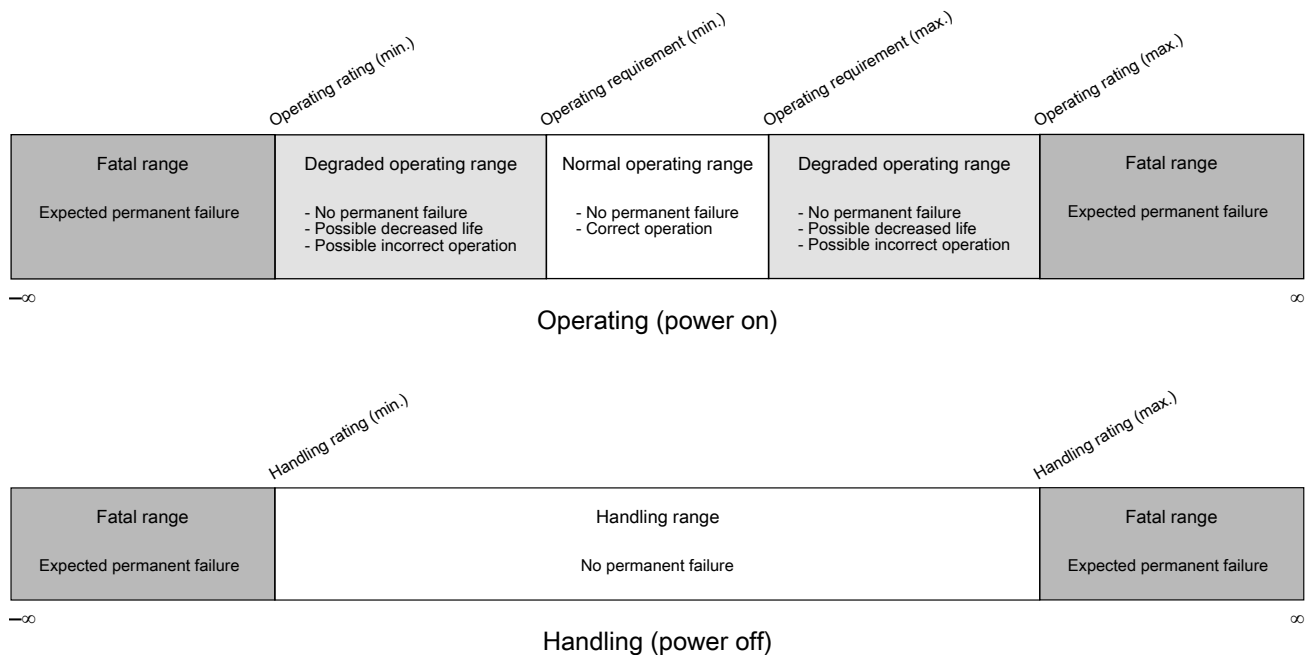 Operating rating (min.)
Operating requirement (min.)
Operating requirement (max.)
Operating rating (max.)
Fatal range
Expected permanent failure
Degraded operating range
- No permanent failure
- Possible decreased life
- Possible incorrect operation
Normal operating range
- No permanent failure
- Correct operation
Degraded operating range
- No permanent failure
- Possible decreased life
- Possible incorrect operation
Fatal range
Expected permanent failure
–∞
∞
Operating (power on)
Handling rating (min.)
Handling rating (max.)
Fatal range
Expected permanent failure
Handling range
No permanent failure
Fatal range
Expected permanent failure
–∞
∞
Handling (power off)